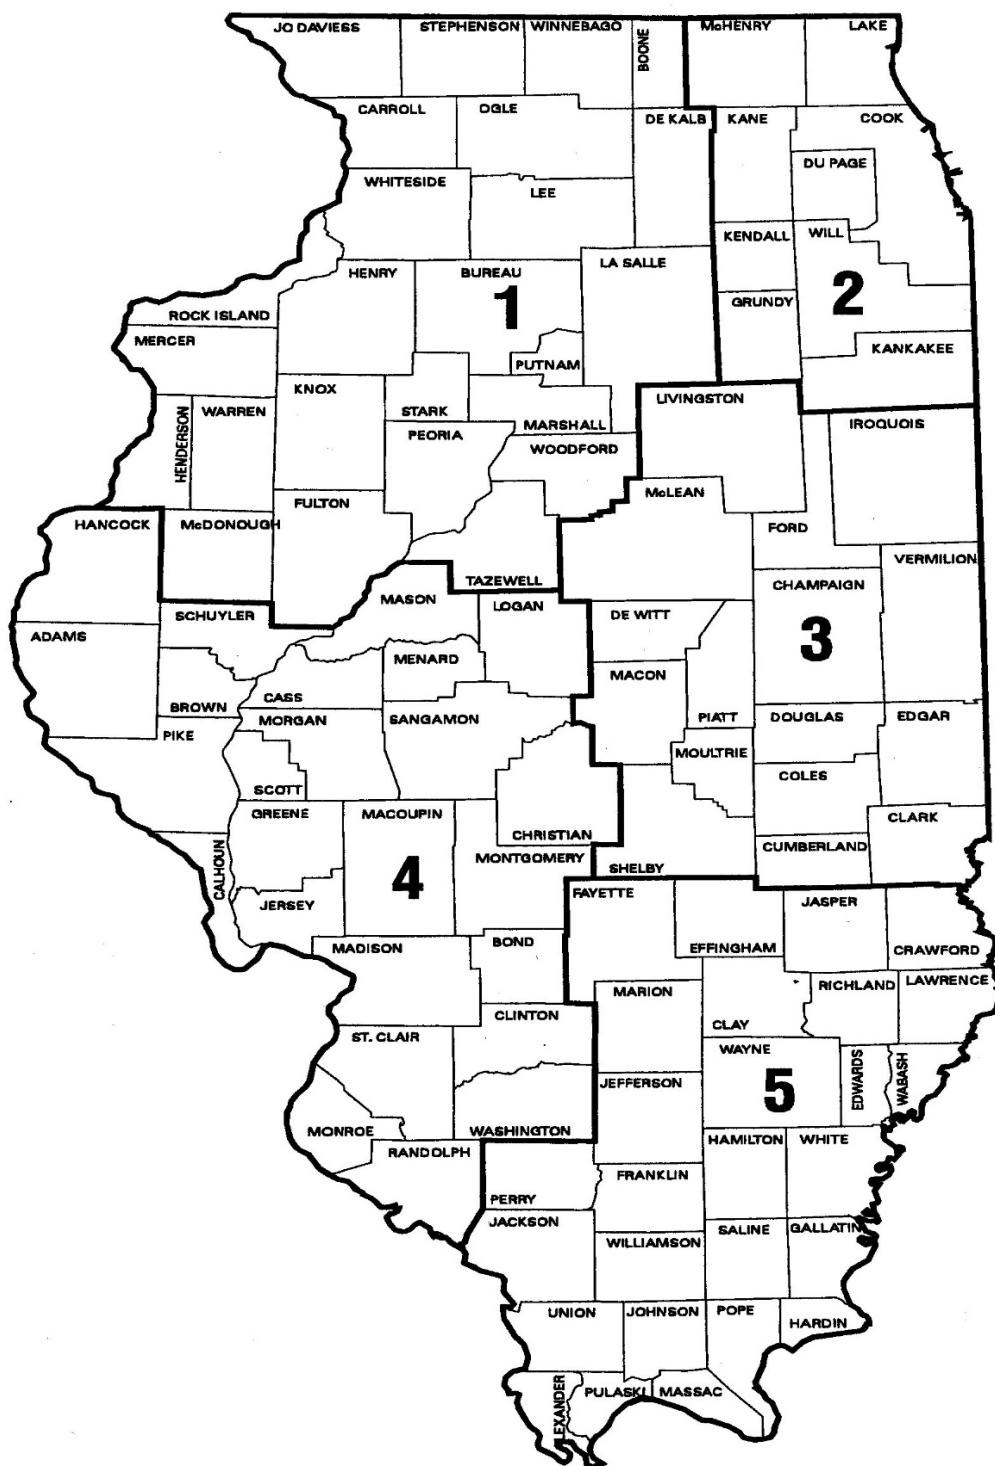 JO DAVIESS
STEPHENSON
WINNEBAGO
BOONE
McHENRY
LAKE
CARROLL
OGLE
DE KALB
KANE
COOK
DU PAGE
WHITESIDE
LEE
KENDALL
WILL
HENRY
BUREAU
LA SALLE
1
2
GRUNDY
ROCK ISLAND
MERCER
PUTNAM
KANKAKEE
KNOX
STARK
LIVINGSTON
HENDERSON
WARREN
MARSHALL
IROQUOIS
PEORIA
WOODFORD
FULTON
McLEAN
HANCOCK
McDONOUGH
FORD
VERMILION
TAZEWELL
CHAMPAIGN
MASON
LOGAN
SCHUYLER
DE WITT
ADAMS
3
MENARD
MACON
BROWN
CASS
MORGAN
SANGAMON
PIATT
DOUGLAS
EDGAR
PIKE
MOULTRIE
COLES
SCOTT
GREENE
MACOUPIN
CLARK
CHRISTIAN
CUMBERLAND
CALHOUN
MONTGOMERY
SHELBY
4
FAYETTE
JERSEY
JASPER
MADISON
BOND
EFFINGHAM
CRAWFORD
MARION
RICHLAND
LAWRENCE
CLINTON
ST. CLAIR
CLAY
WAYNE
EDWARDS
WABASH
JEFFERSON
5
MONROE
WASHINGTON
RANDOLPH
HAMILTON
WHITE
FRANKLIN
PERRY
JACKSON
WILLIAMSON
SALINE
GALLATIN
UNION
JOHNSON
POPE
HARDIN
LEXANDER
PULASKI
MASSAC